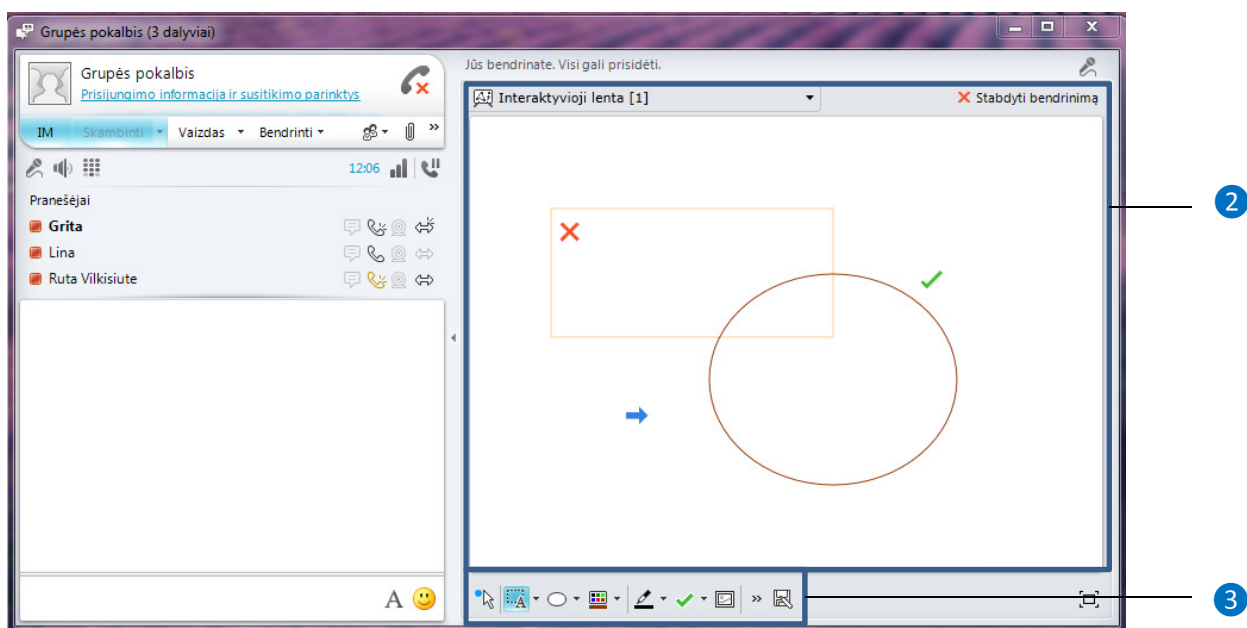 Grupės pokalbis (3 dalyviai)
Grupės pokalbis
Prisijungimo informacija ir susitikimo parinktys
IM Skambinti Vaizdas Bendrinti »
12:06
Pranešėjai
Grita
Lina
Ruta Vilkisiute
A
Jūs bendrinate. Visi gali prisidėti.
Interaktyvioji lenta [1] Stabdyti bendrinimą
A »
2
3